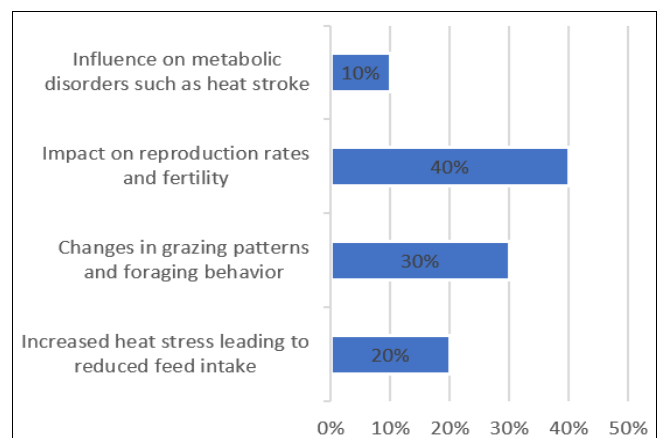 Influence on metabolic
disorders such as heat stroke
10%
Impact on reproduction rates
and fertility
40%
Changes in grazing patterns
and foraging behavior
30%
Increased heat stress leading to
reduced feed intake
20%
0% 10% 20% 30% 40% 50%